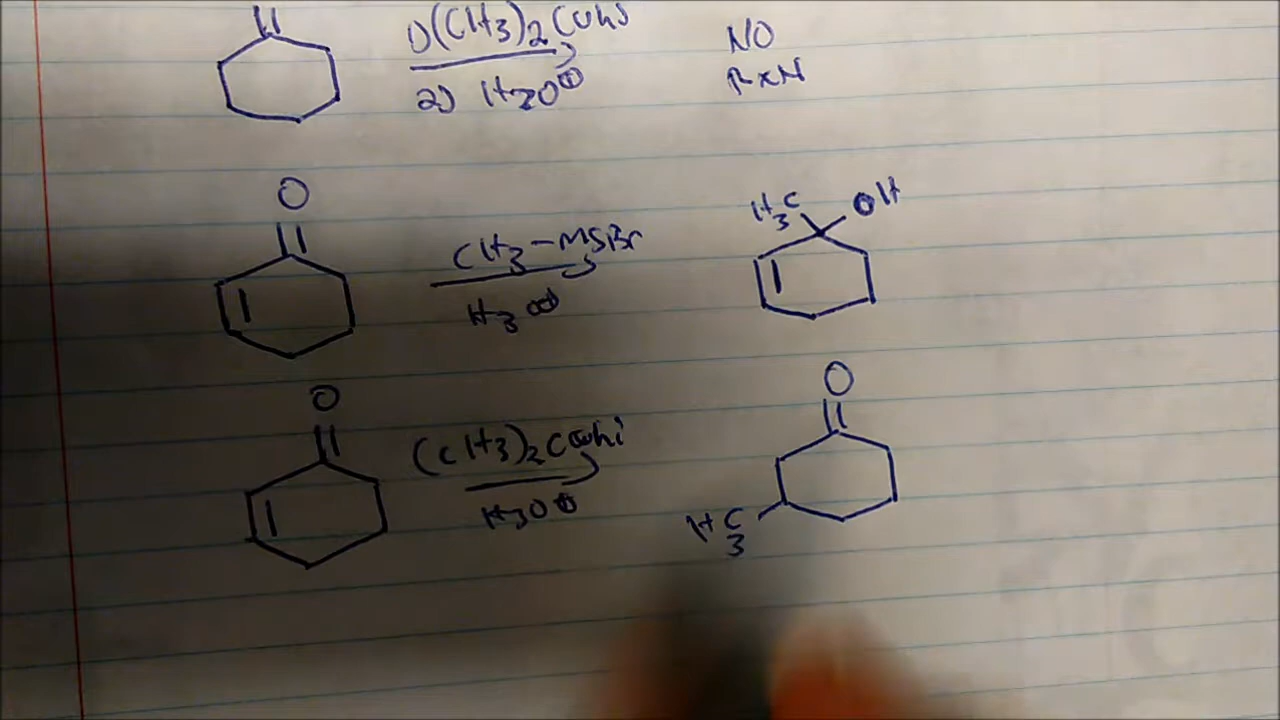 1)(CH3)2CuLi
2) H3O⊕
NO
RXN
O
CH3-MgBr
H3O⊕
H3C OH
O
(CH3)2CuLi
H3O⊕
O
H3C